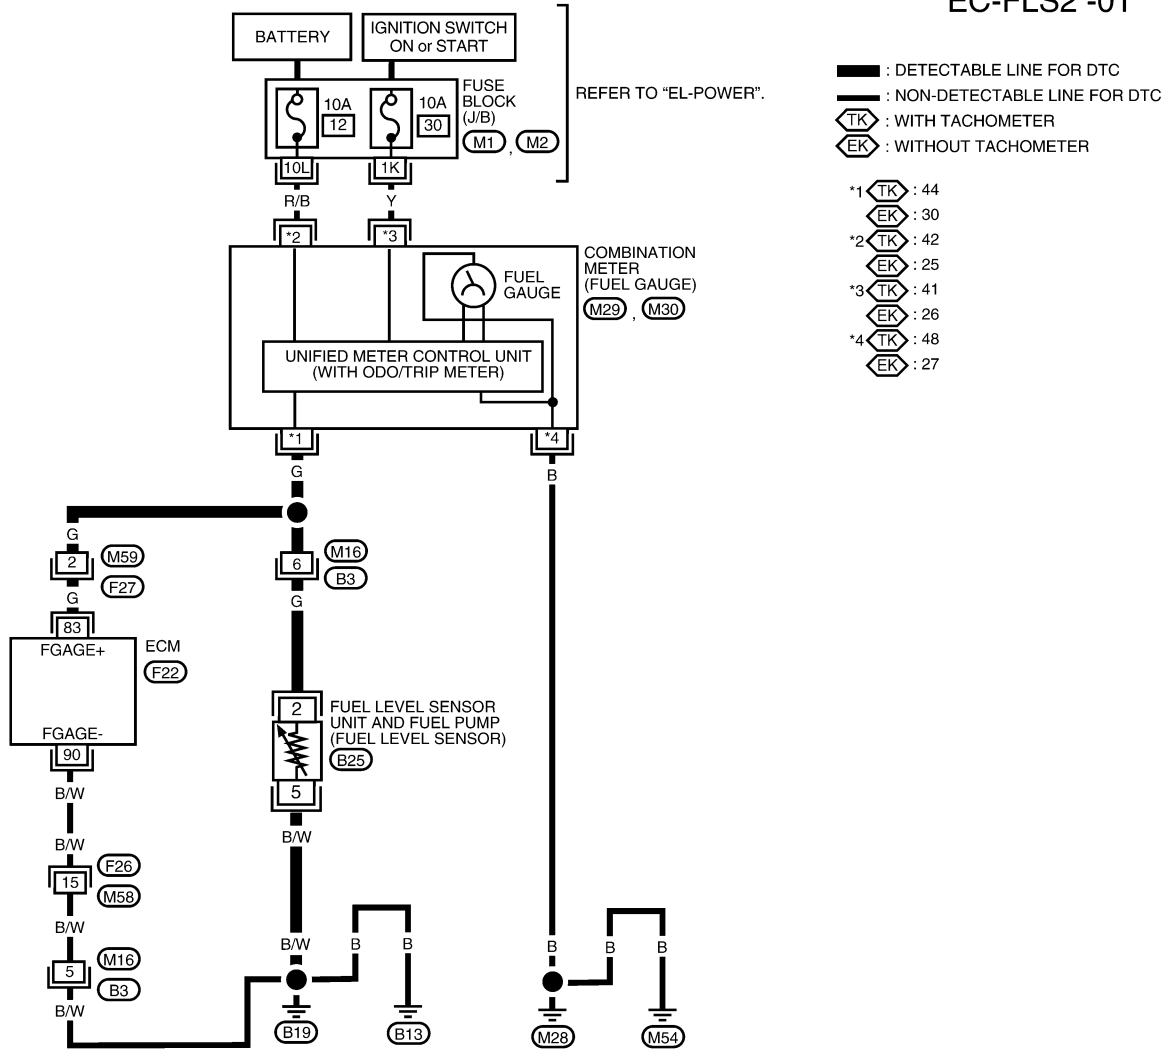 EC-FLS2 -01
BATTERY
IGNITION SWITCH
ON or START
FUSE
BLOCK
(J/B)
M1 , M2
10A
12
10A
30
REFER TO “EL-POWER”.
10L
1K
R/B
Y
*2
*3
: DETECTABLE LINE FOR DTC
: NON-DETECTABLE LINE FOR DTC
TK : WITH TACHOMETER
EK : WITHOUT TACHOMETER
*1 TK : 44
EK : 30
*2 TK : 42
EK : 25
*3 TK : 41
EK : 26
*4 TK : 48
EK : 27
FUEL
GAUGE
COMBINATION
METER
(FUEL GAUGE)
M29 , M30
UNIFIED METER CONTROL UNIT
(WITH ODO/TRIP METER)
*1
*4
G
B
G
2
M59
F27
G
6
M16
B3
G
83
FGAGE+
ECM
F22
FGAGE-
90
2
FUEL LEVEL SENSOR
UNIT AND FUEL PUMP
(FUEL LEVEL SENSOR)
B25
5
B/W
B/W
B/W
15
F26
M58
B/W
5
M16
B3
B/W
B/W
B
B
B
B
B
B19
B13
M28
M54